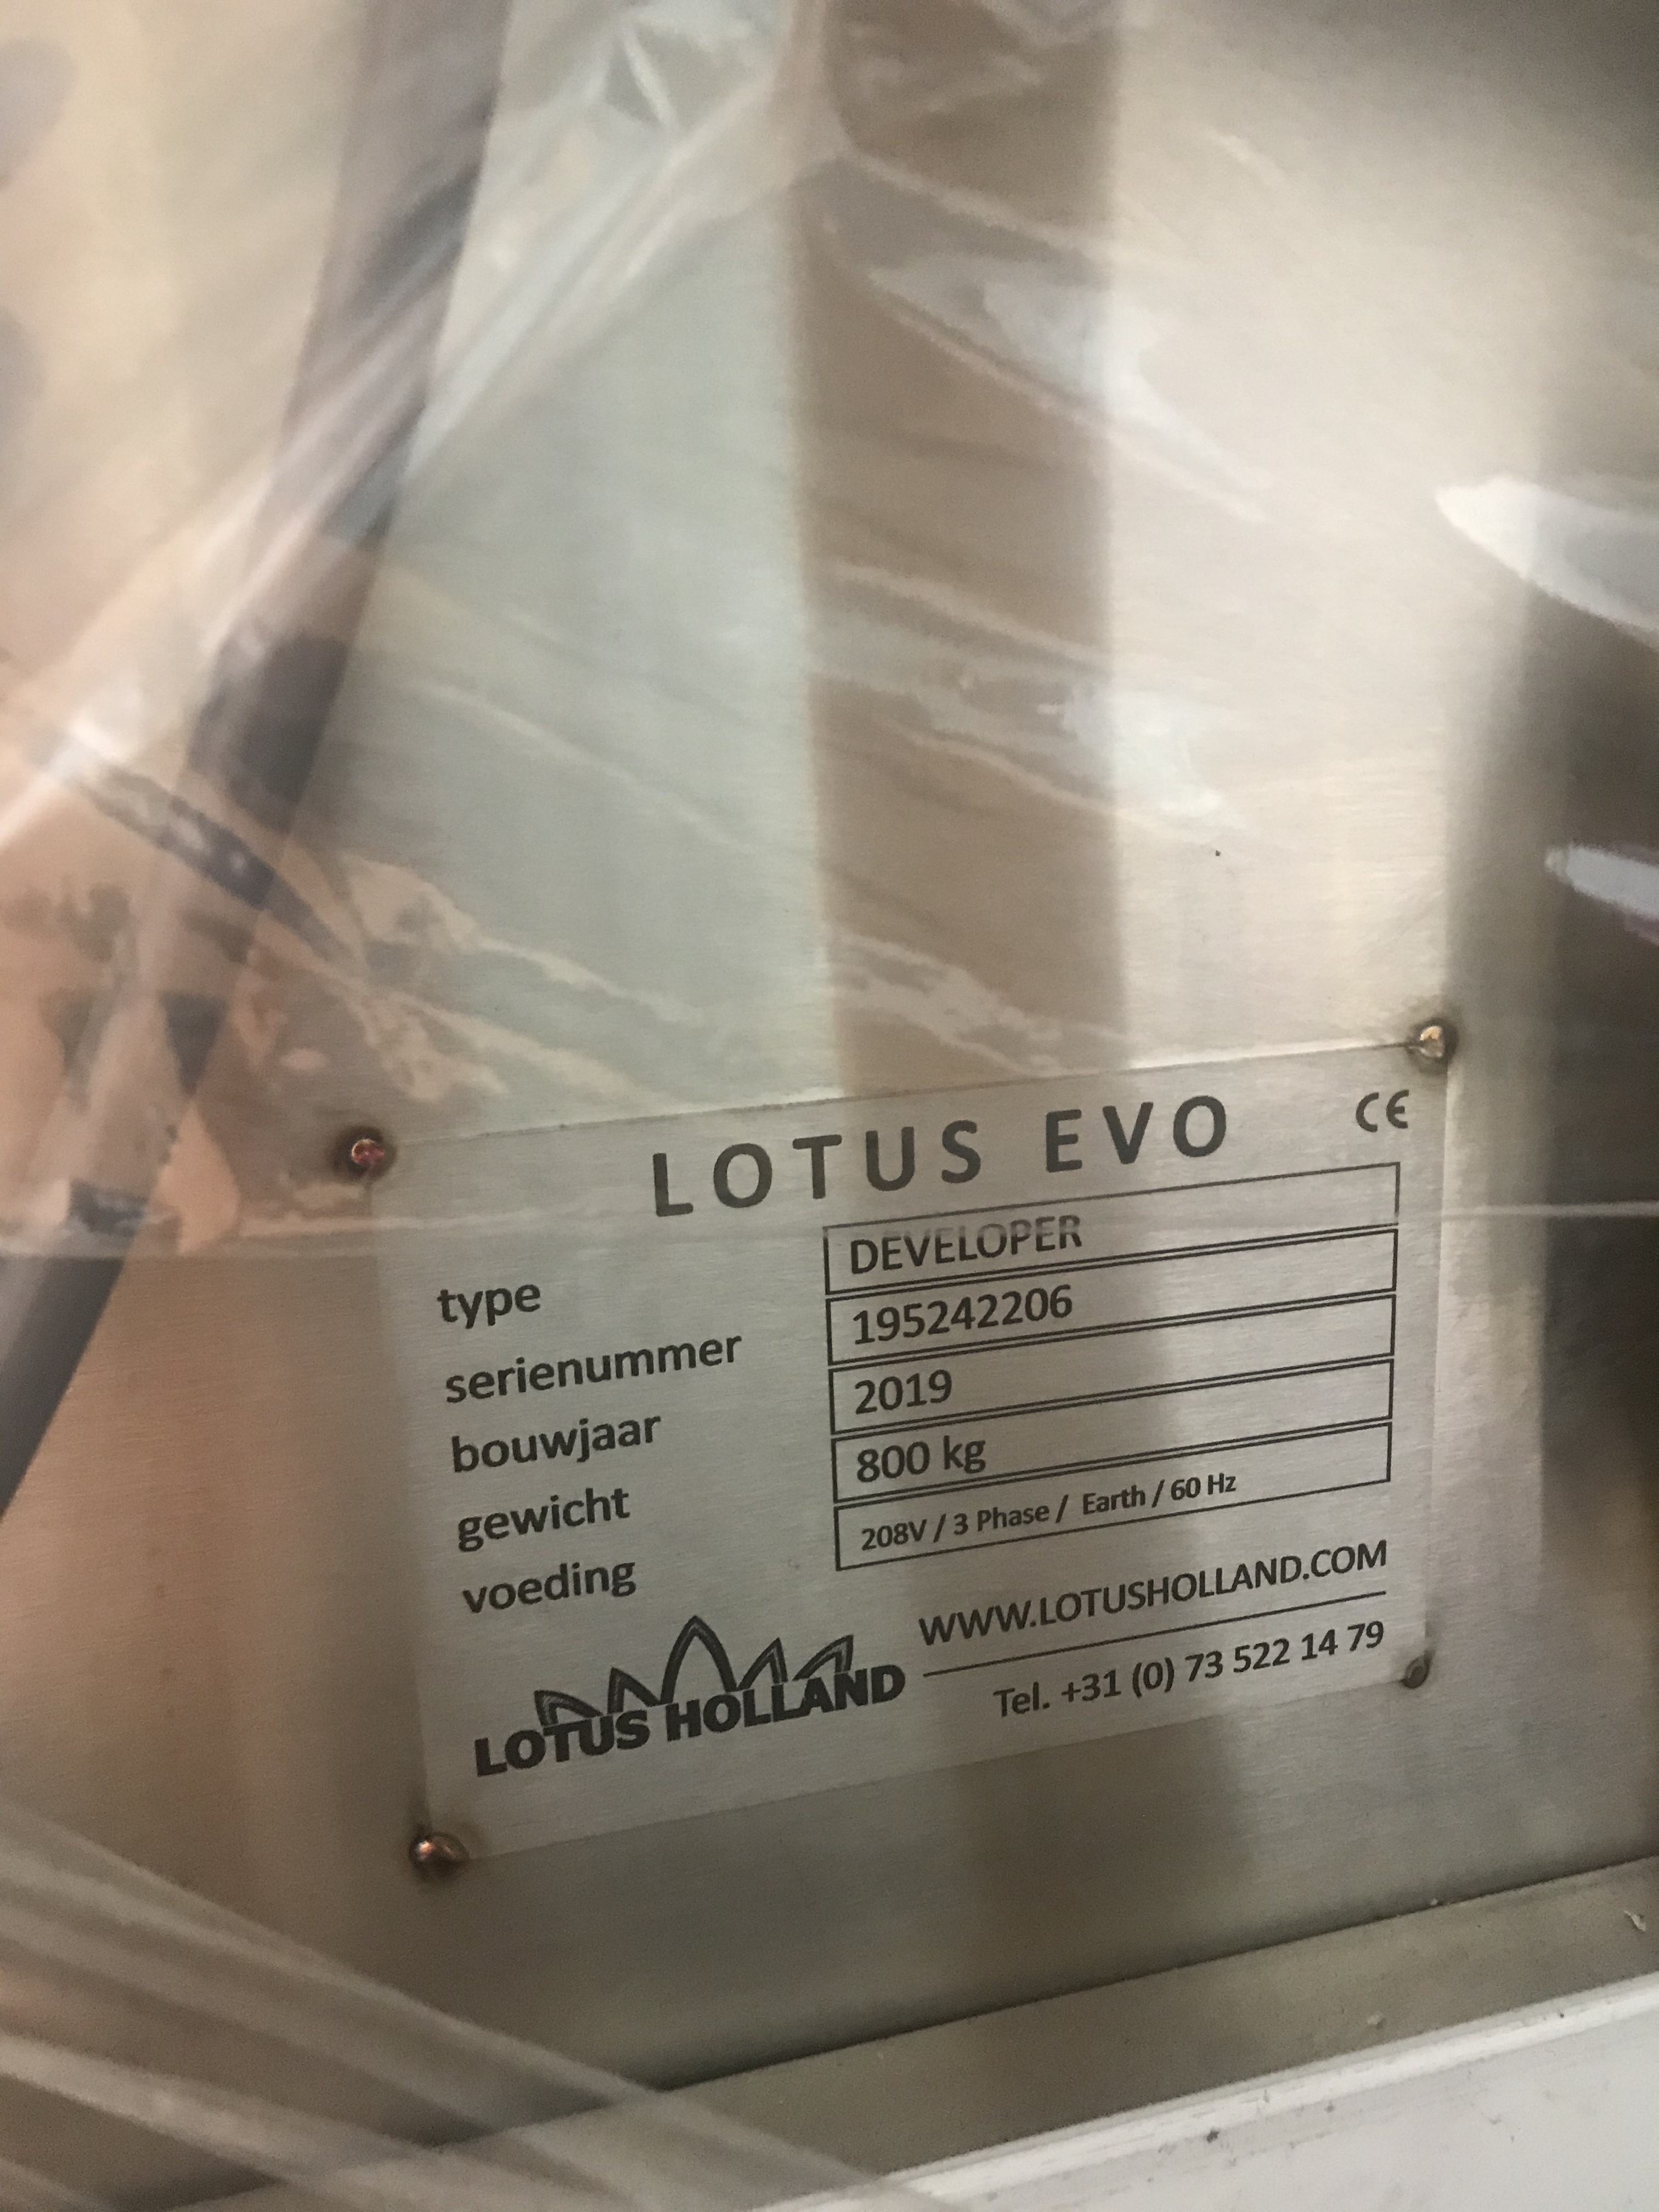 LOTUS EVO CE
type DEVELOPER
serienummer 195242206
bouwjaar 2019
gewicht 800 kg
voeding 208V / 3 Phase / Earth / 60 Hz
LOTUS HOLLAND
WWW.LOTUSHOLLAND.COM
Tel. +31 (0) 73 522 14 79